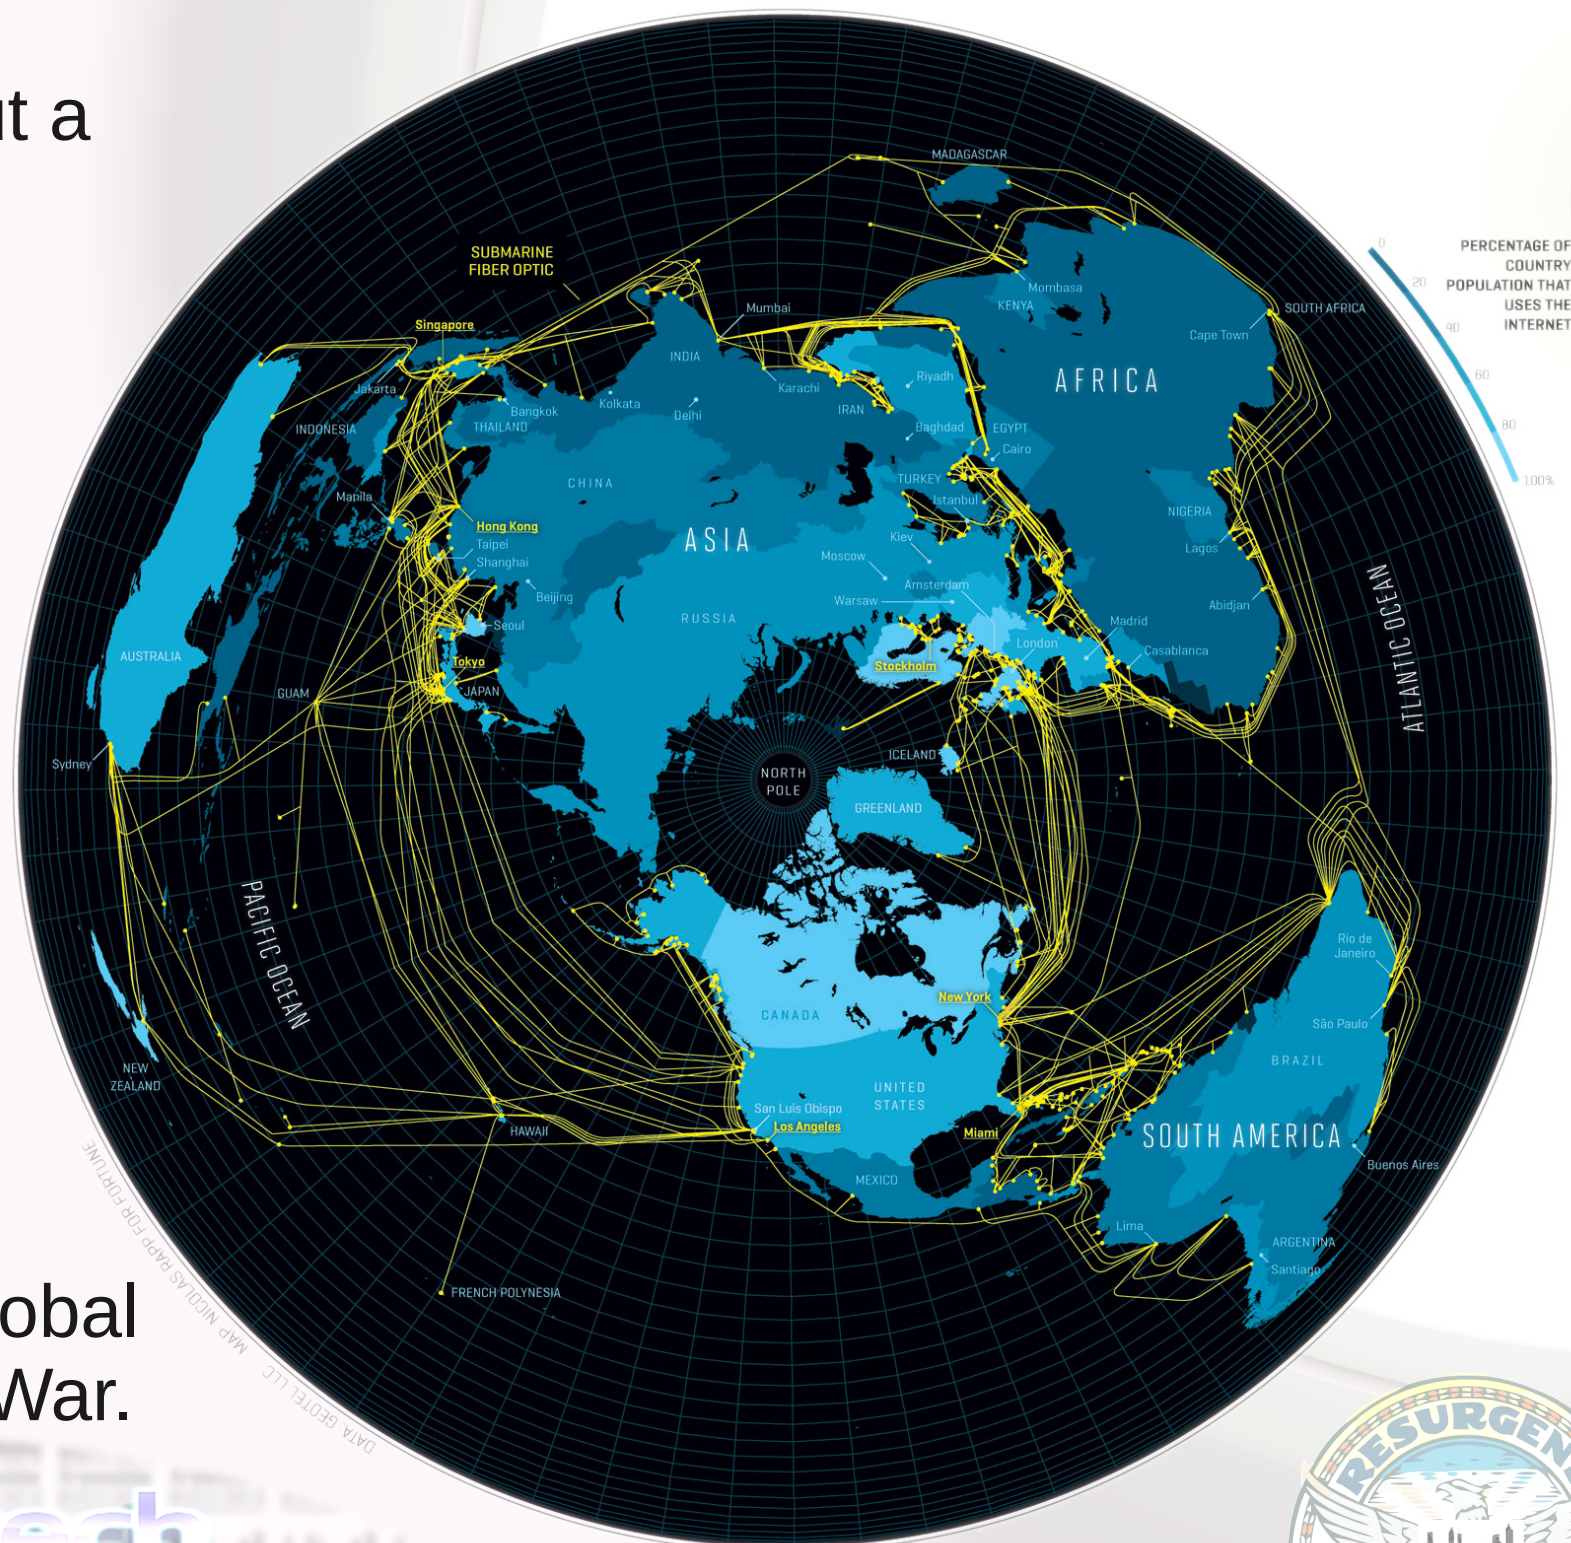 ut a
MADAGASCAR
SUBMARINE
FIBER OPTIC
PERCENTAGE OF
COUNTRY
POPULATION THAT
USES THE
INTERNET
0
20
40
60
80
100%
Mombasa
KENYA
SOUTH AFRICA
Cape Town
Mumbai
Singapore
INDIA
Jakarta
Karachi
Riyadh
AFRICA
Kolkata
Bangkok
Delhi
IRAN
THAILAND
INDONESIA
Baghdad
EGYPT
Cairo
CHINA
TURKEY
Manila
Istanbul
NIGERIA
Hong Kong
ASIA
Kiev
Lagos
Taipei
Shanghai
Moscow
Beijing
Amsterdam
Warsaw
Abidjan
ATLANTIC OCEAN
RUSSIA
Seoul
Madrid
London
Casablanca
AUSTRALIA
Tokyo
Stockholm
GUAM
JAPAN
Sydney
ICELAND
NORTH
POLE
GREENLAND
PACIFIC OCEAN
Rio de
Janeiro
New York
CANADA
São Paulo
NEW
ZEALAND
BRAZIL
UNITED
STATES
San Luis Obispo
Los Angeles
HAWAII
Miami
SOUTH AMERICA
Buenos Aires
MEXICO
Lima
ARGENTINA
Santiago
FRENCH POLYNESIA
MAP: NICOLAS RAPP FOR FORTUNE
DATA: GEOTEL LLC
obal
War.
ech
RESURGEN